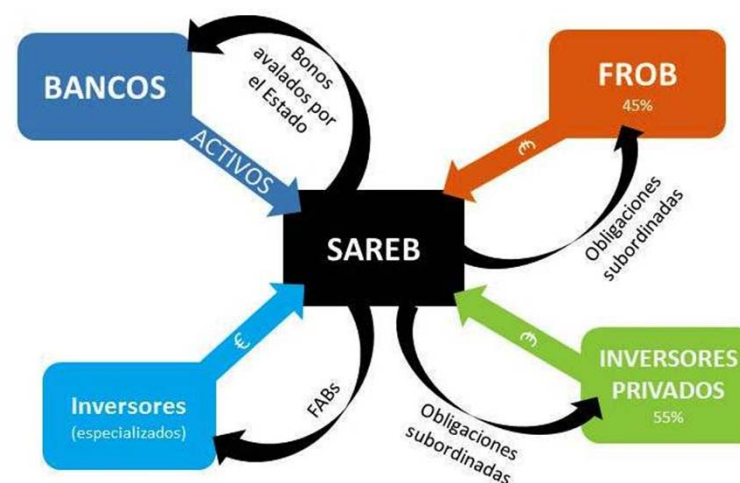 BANCOS
ACTIVOS
Bonos
avalados por
el Estado
FROB
45%
€
Obligaciones
subordinadas
SAREB
€
Inversores
(especializados)
FABs
€
Obligaciones
subordinadas
INVERSORES
PRIVADOS
55%